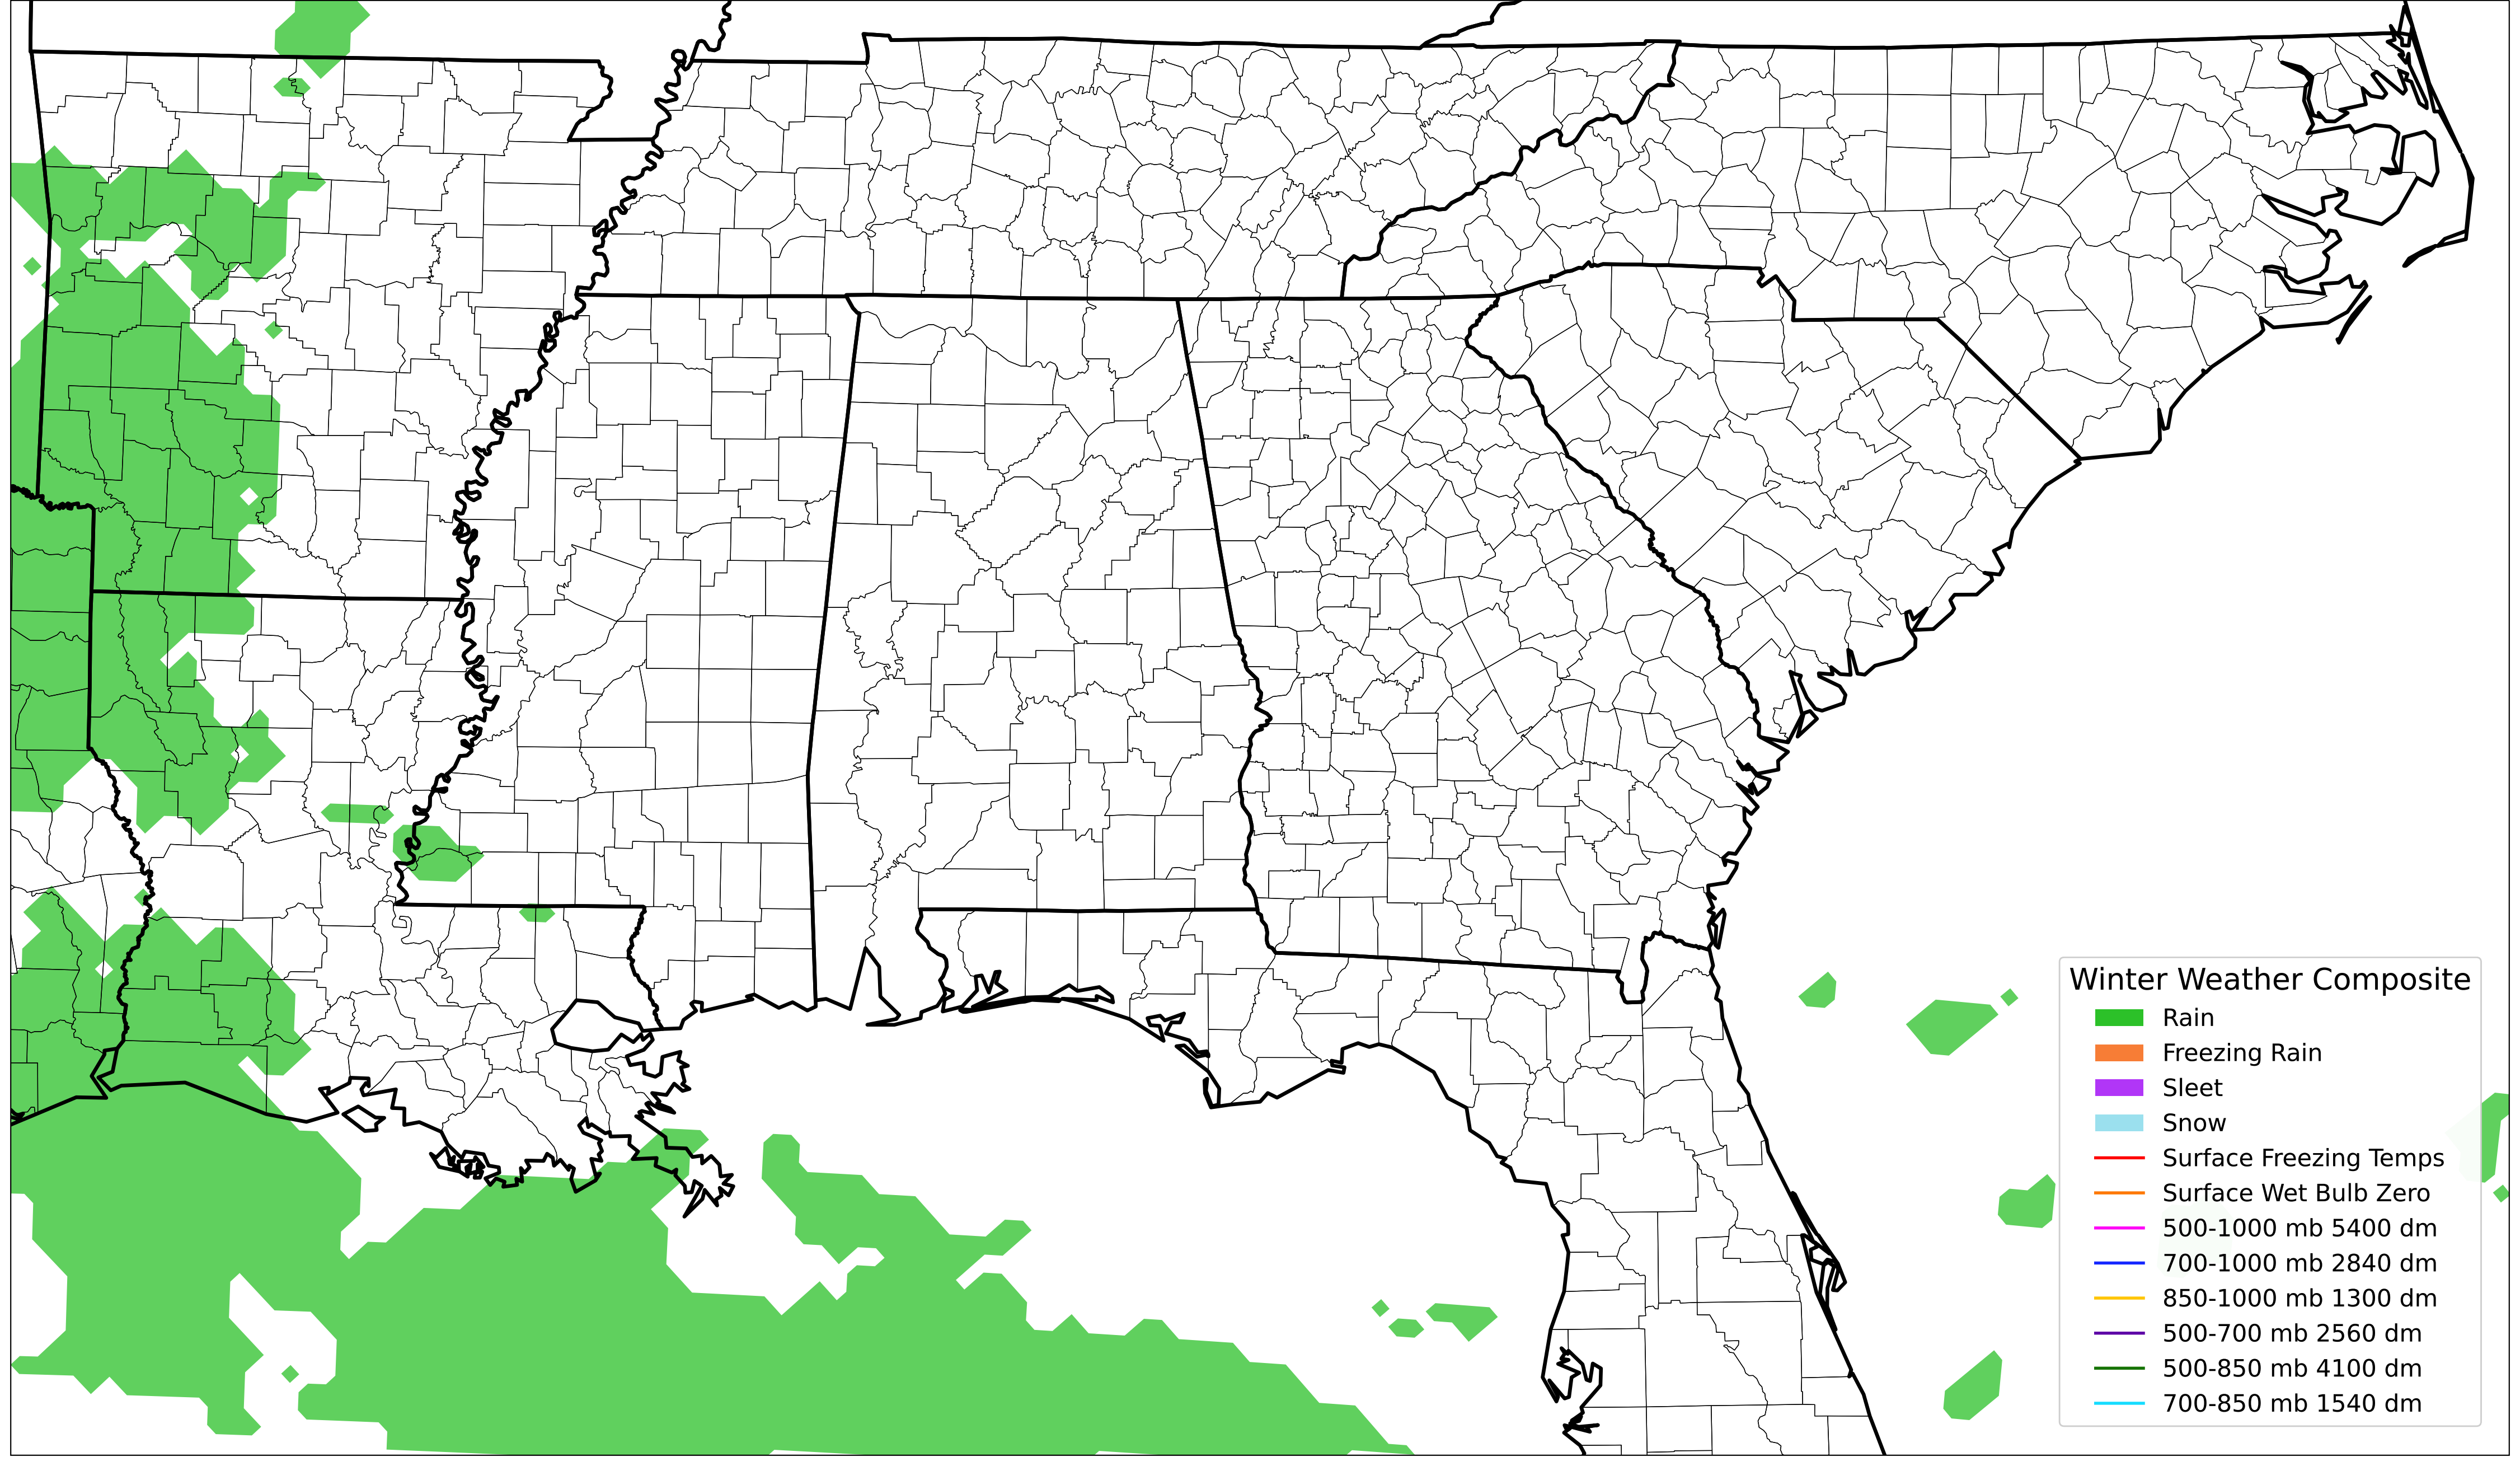 Winter Weather Composite
Rain
Freezing Rain
Sleet
Snow
Surface Freezing Temps
Surface Wet Bulb Zero
500-1000 mb 5400 dm
700-1000 mb 2840 dm
850-1000 mb 1300 dm
500-700 mb 2560 dm
500-850 mb 4100 dm
700-850 mb 1540 dm